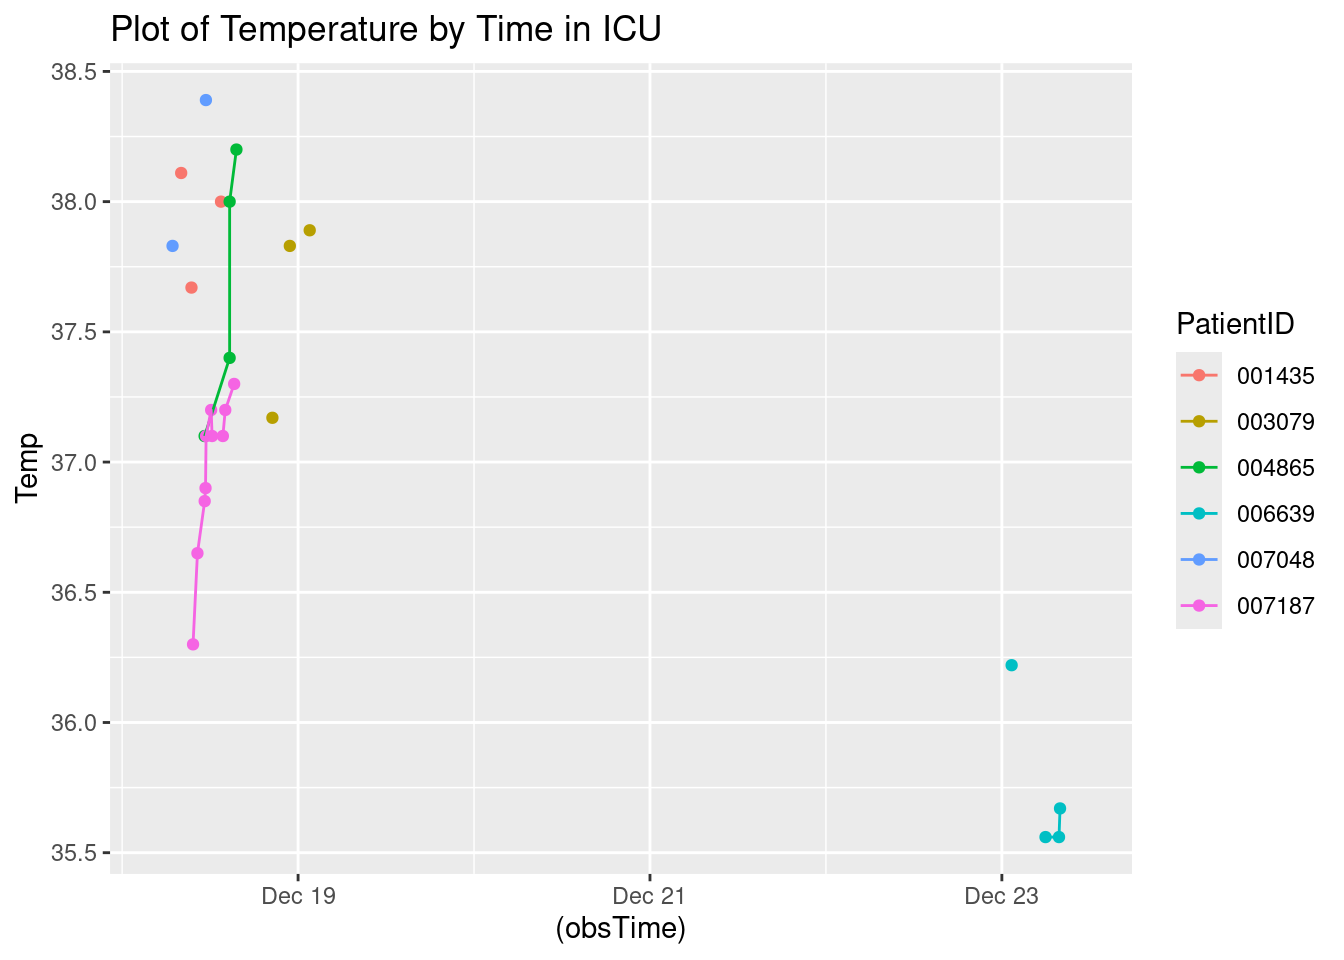 Plot of Temperature by Time in ICU
38.5
38.0
37.5
37.0
36.5
36.0
35.5
Temp
Dec 19
Dec 21
Dec 23
(obsTime)
PatientID
001435
003079
004865
006639
007048
007187